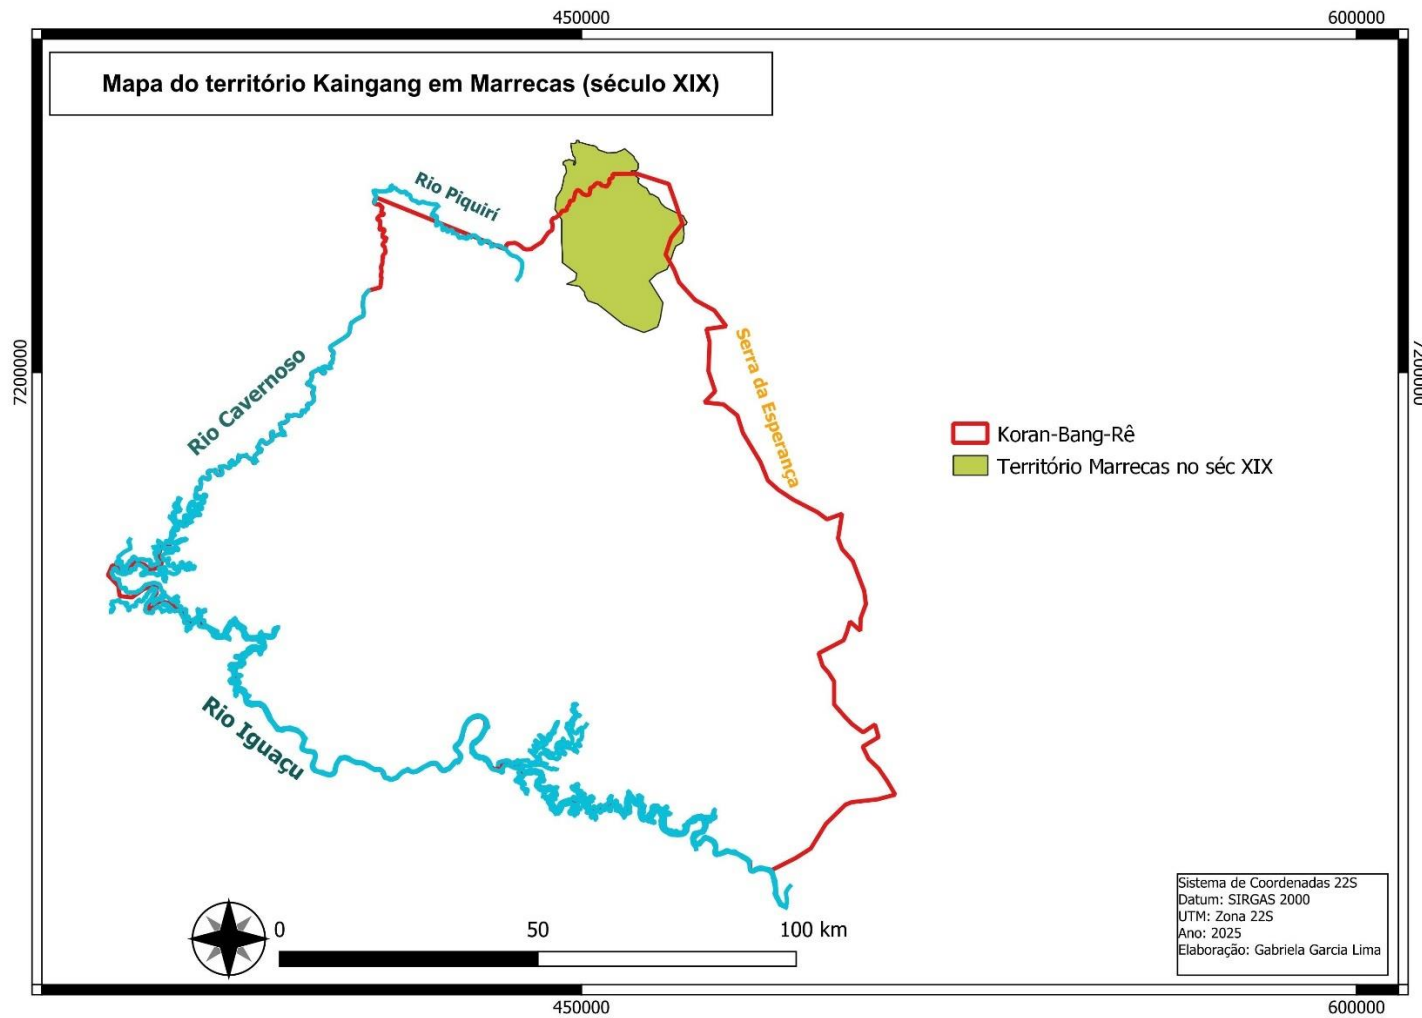 450000
600000
Mapa do território Kaingang em Marrecas (século XIX)
Rio Piquirí
7200000
7200000
Serra da Esperança
Rio Cavernoso
Koran-Bang-Rê
Território Marrecas no séc XIX
Rio Iguaçu
Sistema de Coordenadas 22S
Datum: SIRGAS 2000
UTM: Zona 22S
Ano: 2025
Elaboração: Gabriela Garcia Lima
0 50 100 km
450000
600000